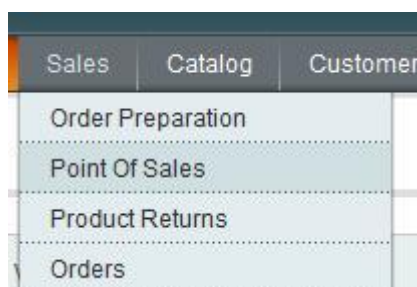 Sales Catalog Customer
Order Preparation
Point Of Sales
Product Returns
Orders